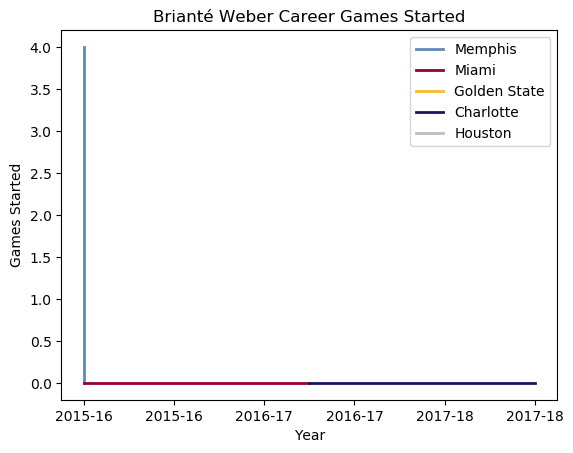 Brianté Weber Career Games Started
Memphis
Miami
Golden State
Charlotte
Houston
4.0
3.5
3.0
2.5
2.0
1.5
1.0
0.5
0.0
Games Started
2015-16 2015-16 2016-17 2016-17 2017-18 2017-18
Year